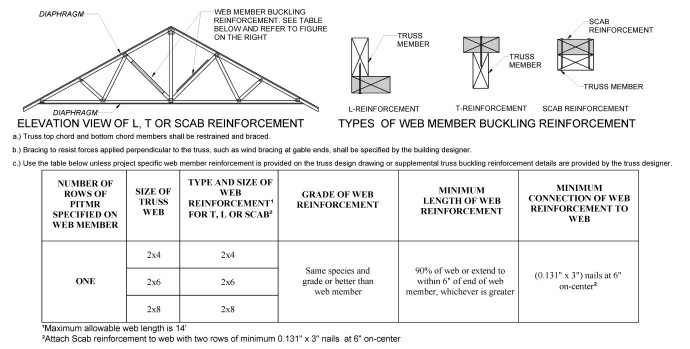 DIAPHRAGM
WEB MEMBER BUCKLING
REINFORCEMENT. SEE TABLE
BELOW AND REFER TO FIGURE
ON THE RIGHT
DIAPHRAGM
ELEVATION VIEW OF L, T OR SCAB REINFORCEMENT
TRUSS
MEMBER
L-REINFORCEMENT
TRUSS
MEMBER
T-REINFORCEMENT
SCAB
REINFORCEMENT
TRUSS MEMBER
SCAB REINFORCEMENT
TYPES OF WEB MEMBER BUCKLING REINFORCEMENT
a.) Truss top chord and bottom chord members shall be restrained and braced.
b.) Bracing to resist forces applied perpendicular to the truss, such as wind bracing at gable ends, shall be specified by the building designer.
c.) Use the table below unless project specific web member reinforcement is provided on the truss design drawing or supplemental truss buckling reinforcement details are provided by the truss designer.
NUMBER OF
ROWS OF
PITMR
SPECIFIED ON
WEB MEMBER
SIZE OF
TRUSS
WEB
TYPE AND SIZE OF
WEB
REINFORCEMENT¹
FOR T, L OR SCAB²
GRADE OF WEB
REINFORCEMENT
MINIMUM
LENGTH OF WEB
REINFORCEMENT
MINIMUM
CONNECTION OF WEB
REINFORCEMENT TO
WEB
ONE
2x4
2x4
2x6
2x6
2x8
2x8
Same species and
grade or better than
web member
90% of web or extend to
within 6" of end of web
member, whichever is greater
(0.131" x 3") nails at 6"
on-center²
¹Maximum allowable web length is 14'
²Attach Scab reinforcement to web with two rows of minimum 0.131" x 3" nails at 6" on-center